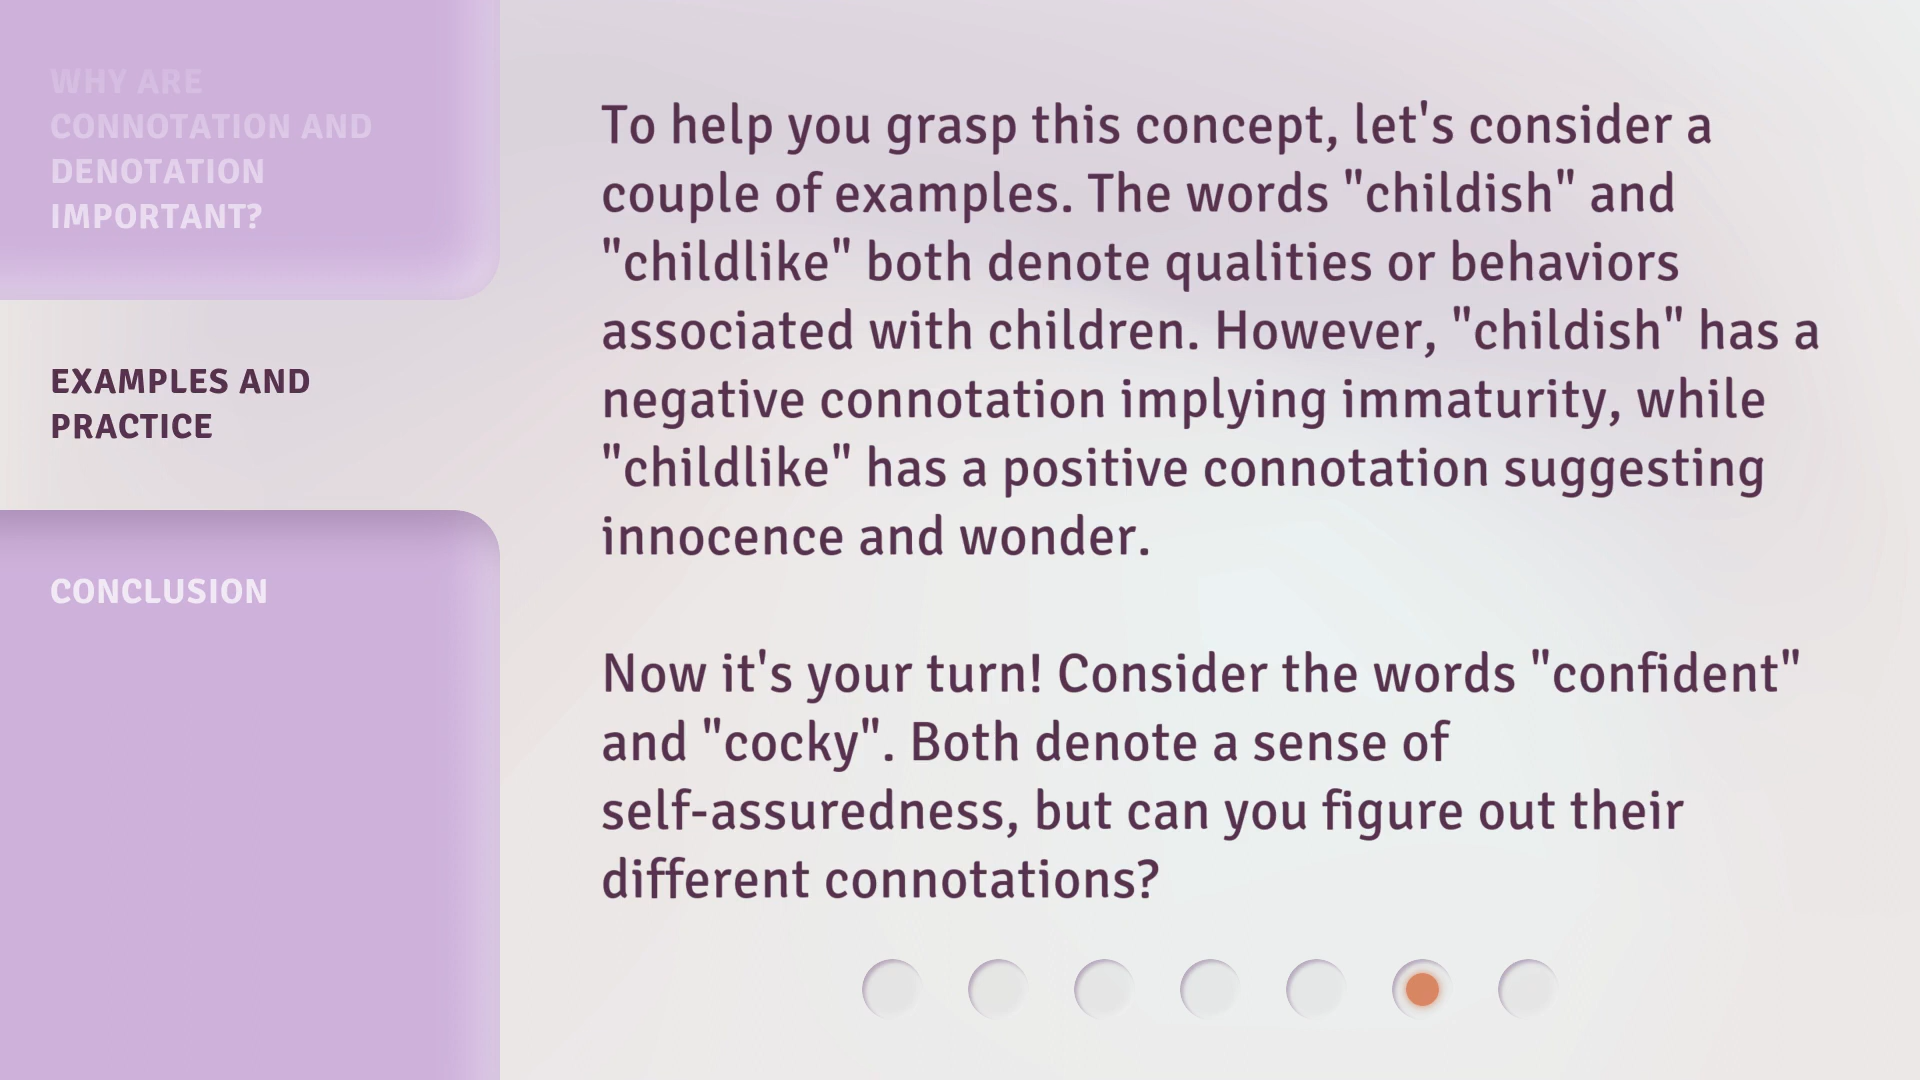 WHY ARE
CONNOTATION AND
DENOTATION
IMPORTANT?
EXAMPLES AND
PRACTICE
CONCLUSION
To help you grasp this concept, let's consider a
couple of examples. The words "childish" and
"childlike" both denote qualities or behaviors
associated with children. However, "childish" has a
negative connotation implying immaturity, while
"childlike" has a positive connotation suggesting
innocence and wonder.
Now it's your turn! Consider the words "confident"
and "cocky". Both denote a sense of
self-assuredness, but can you figure out their
different connotations?